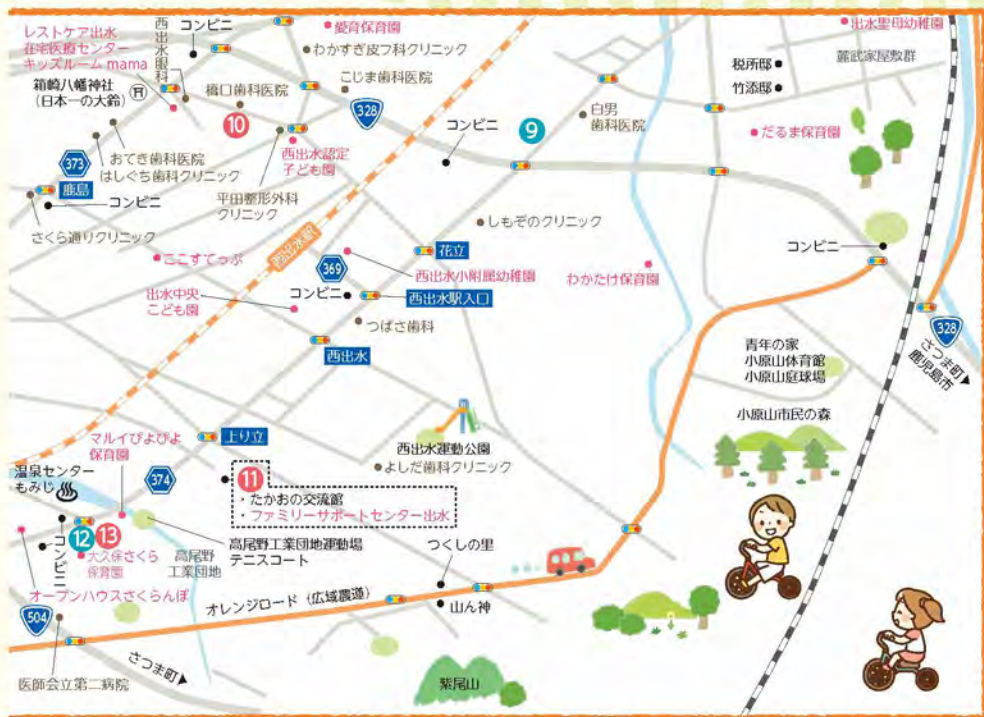 レストケア出水
在宅医療センター
キッズルーム mama
西出水眼科
コンビニ
愛育保育園
わかすぎ皮フ科クリニック
こじま歯科医院
箱崎八幡神社
(日本一の大鈴)
橋口歯科医院
10
328
出水聖母幼稚園
麓武家屋敷群
税所邸
竹添邸
白男
歯科医院
9
コンビニ
だるま保育園
373
おてき歯科医院
はしぐち歯科クリニック
西出水認定
子ども園
平田整形外科
クリニック
鹿島
コンビニ
さくら通りクリニック
しもぞのクリニック
西出水駅
花立
コンビニ
ここすてっぷ
369
西出水小附属幼稚園
わかたけ保育園
出水中央
こども園
コンビニ
西出水駅入口
つばさ歯科
西出水
328
さつま町
鹿児島市
青年の家
小原山体育館
小原山庭球場
小原山市民の森
上り立
西出水運動公園
よしだ歯科クリニック
マルイぴよぴよ
保育園
374
温泉センター
もみじ
11
・たかおの交流館
・ファミリーサポートセンター出水
コンビニ
12
13
大久保さくら
保育園
高尾野
工業団地
高尾野工業団地運動場
テニスコート
つくしの里
オープンハウスさくらんぼ
オレンジロード (広域農道)
山ん神
504
さつま町
医師会立第二病院
紫尾山